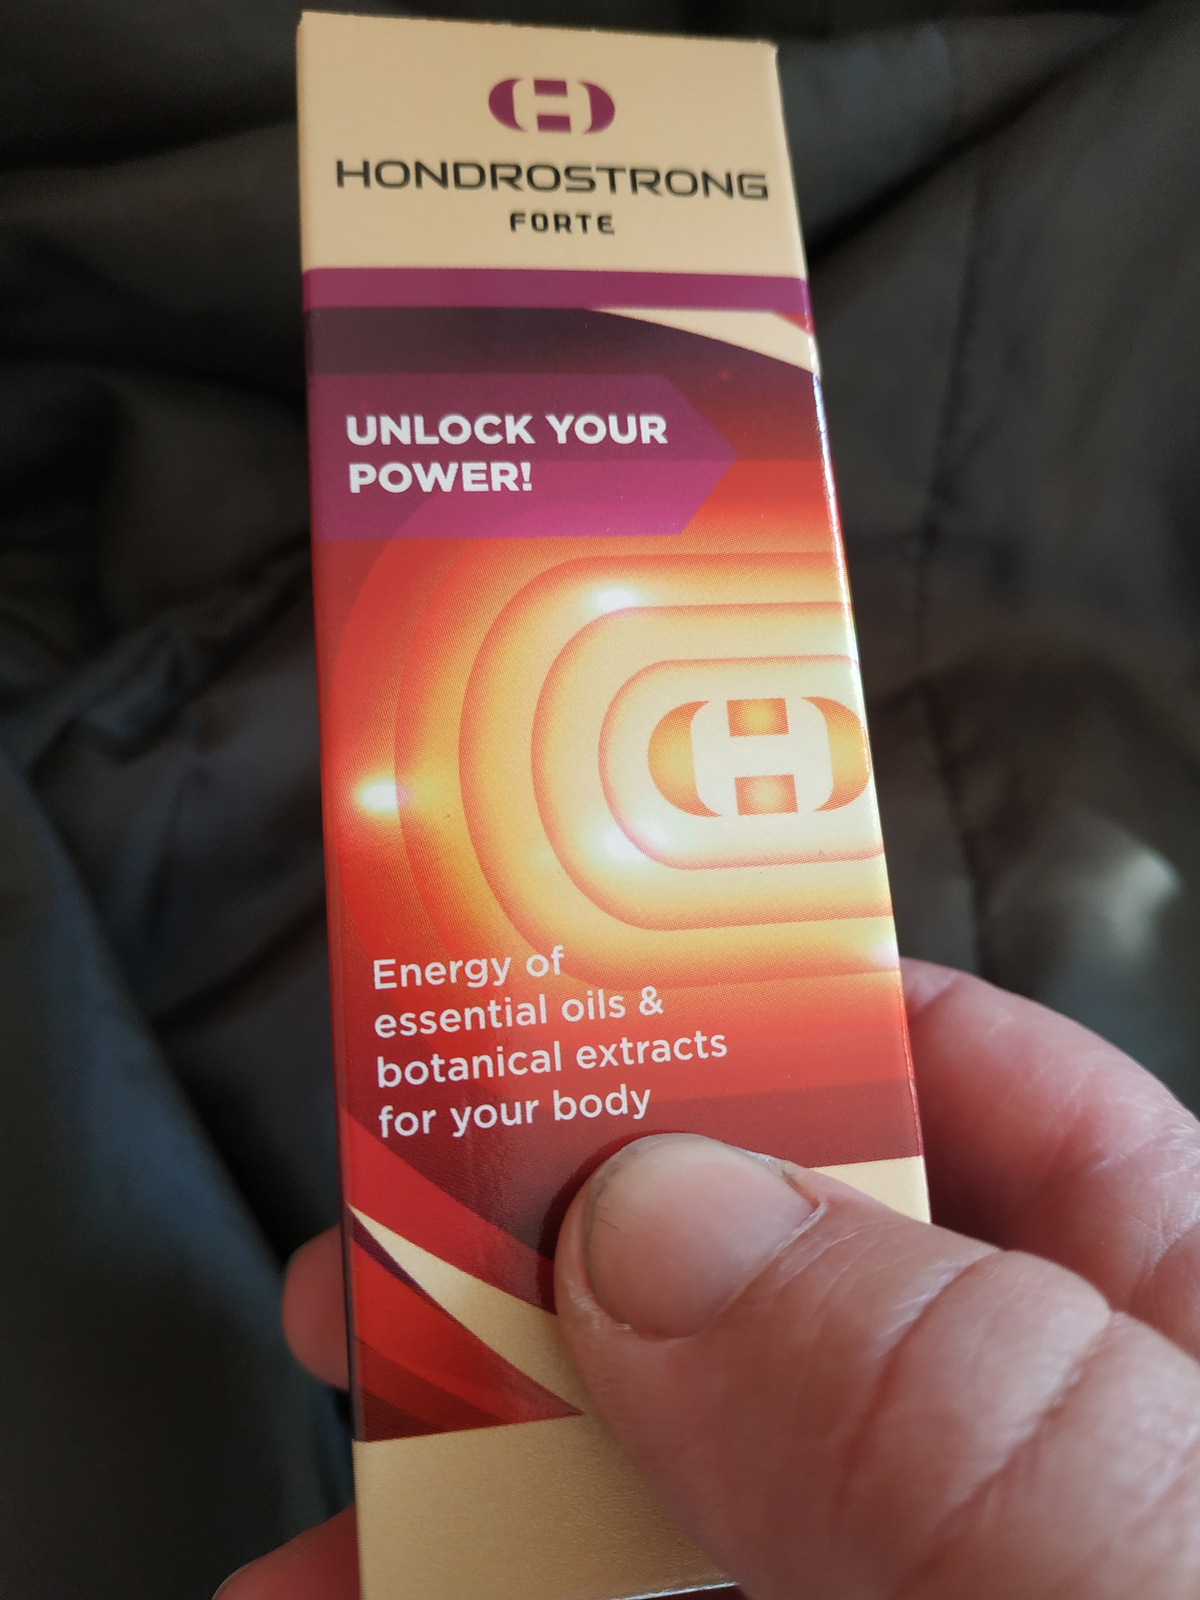 HONDROSTRONG
FORTE
UNLOCK YOUR
POWER!
H
Energy of
essential oils &
botanical extracts
for your body